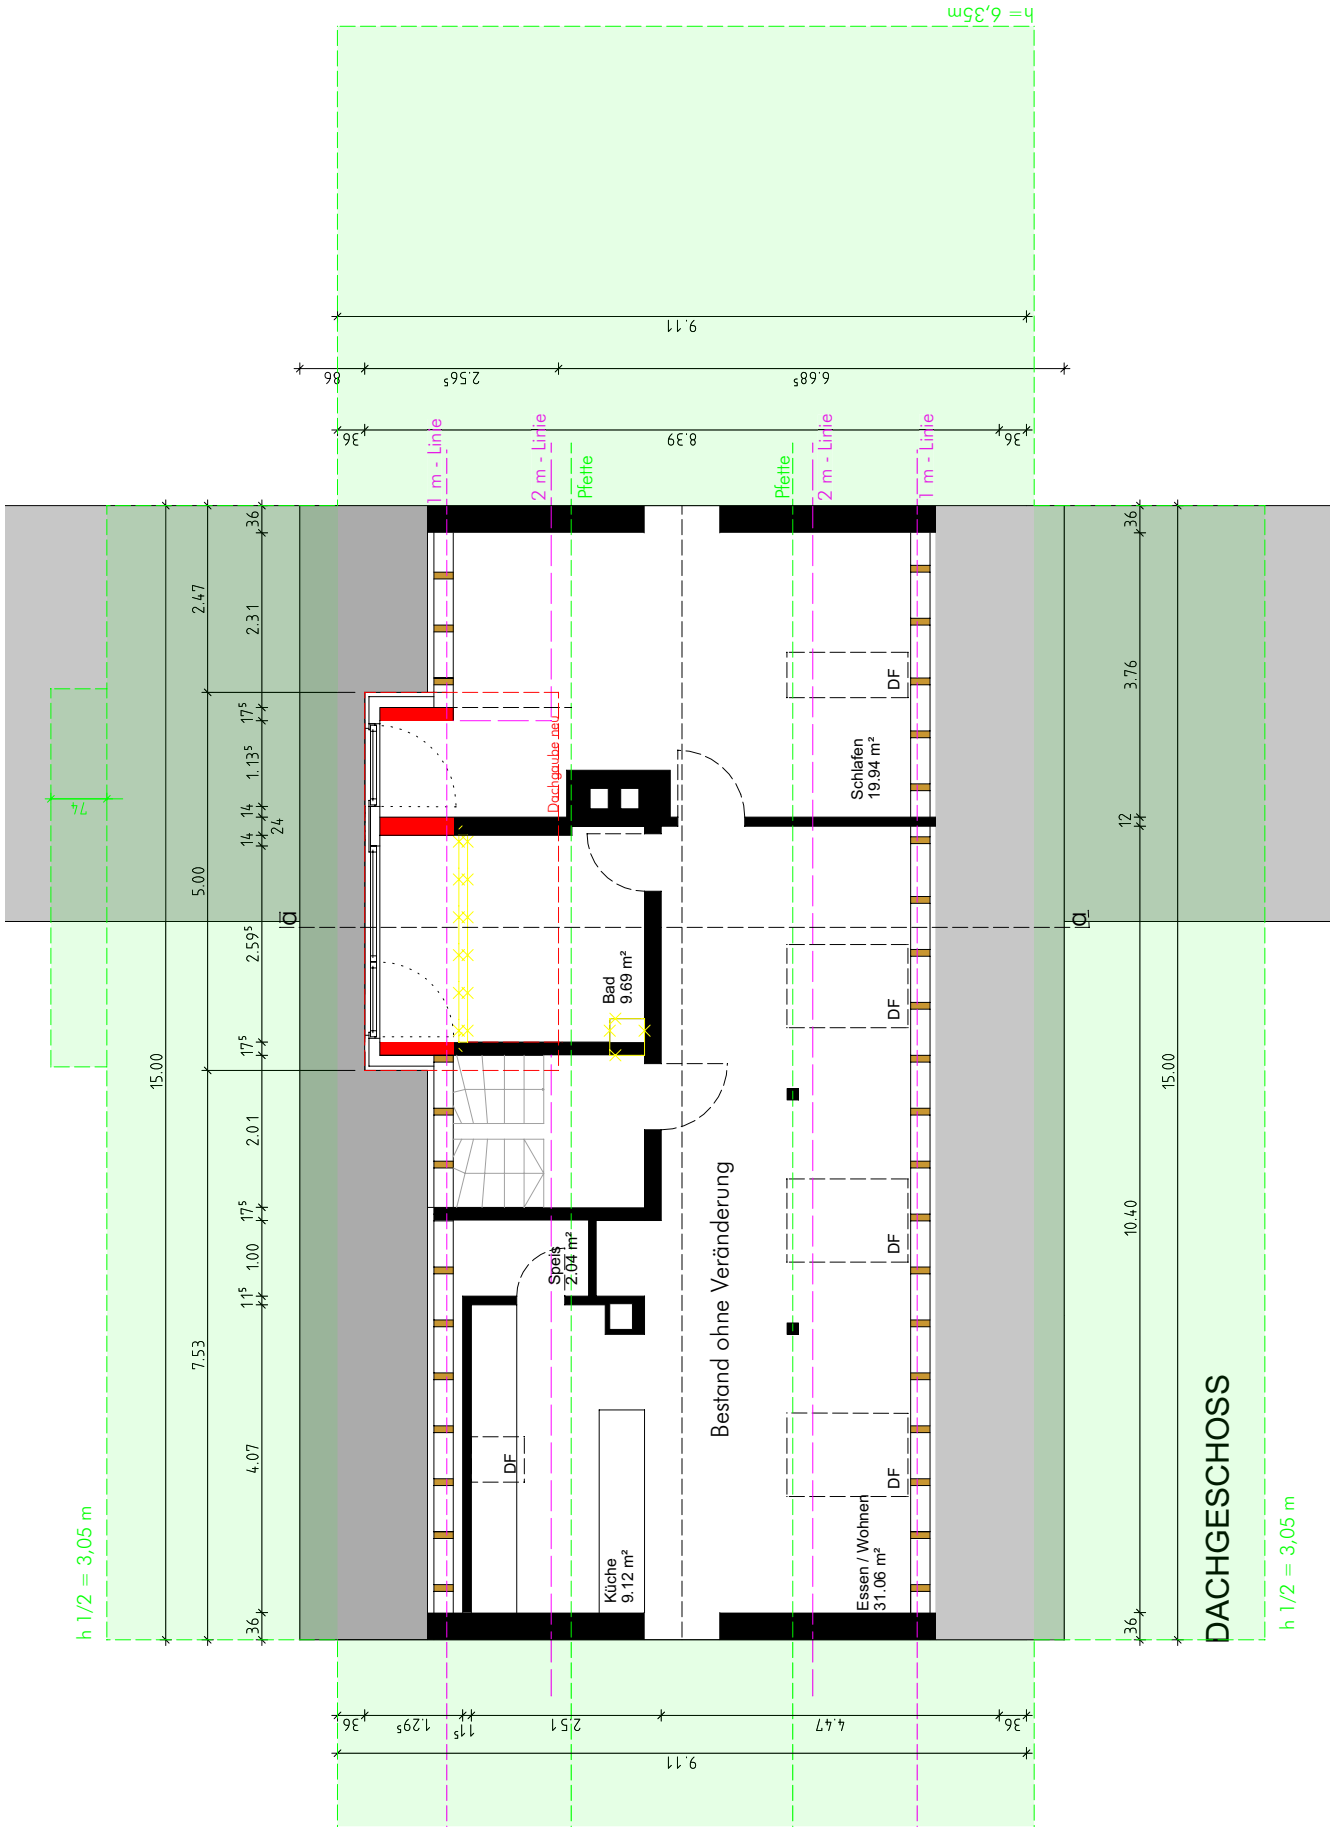 h= 6,35m
9.11
86
2.56⁵
6.68⁵
36
8.39
36
1 m - Linie
2 m - Linie
Pfette
Pfette
2 m - Linie
1 m - Linie
36
2.31
17⁵
1.13⁵
14
24
14
2.59⁵
17⁵
2.01
17⁵
1.00
11⁵
4.07
36
2.47
5.00
7.53
15.00
74
36
3.76
12
10.40
36
15.00
Dachgaube neu
DF
Schlafen
19.94 m²
a
a
Bad
9.69 m²
DF
DF
DF
DF
Speis
2.04 m²
Bestand ohne Veränderung
Küche
9.12 m²
Essen / Wohnen
31.06 m²
h 1/2 = 3,05 m
DACHGESCHOSS
h 1/2 = 3,05 m
36
1.29⁵
11⁵
2.51
4.47
36
9.11